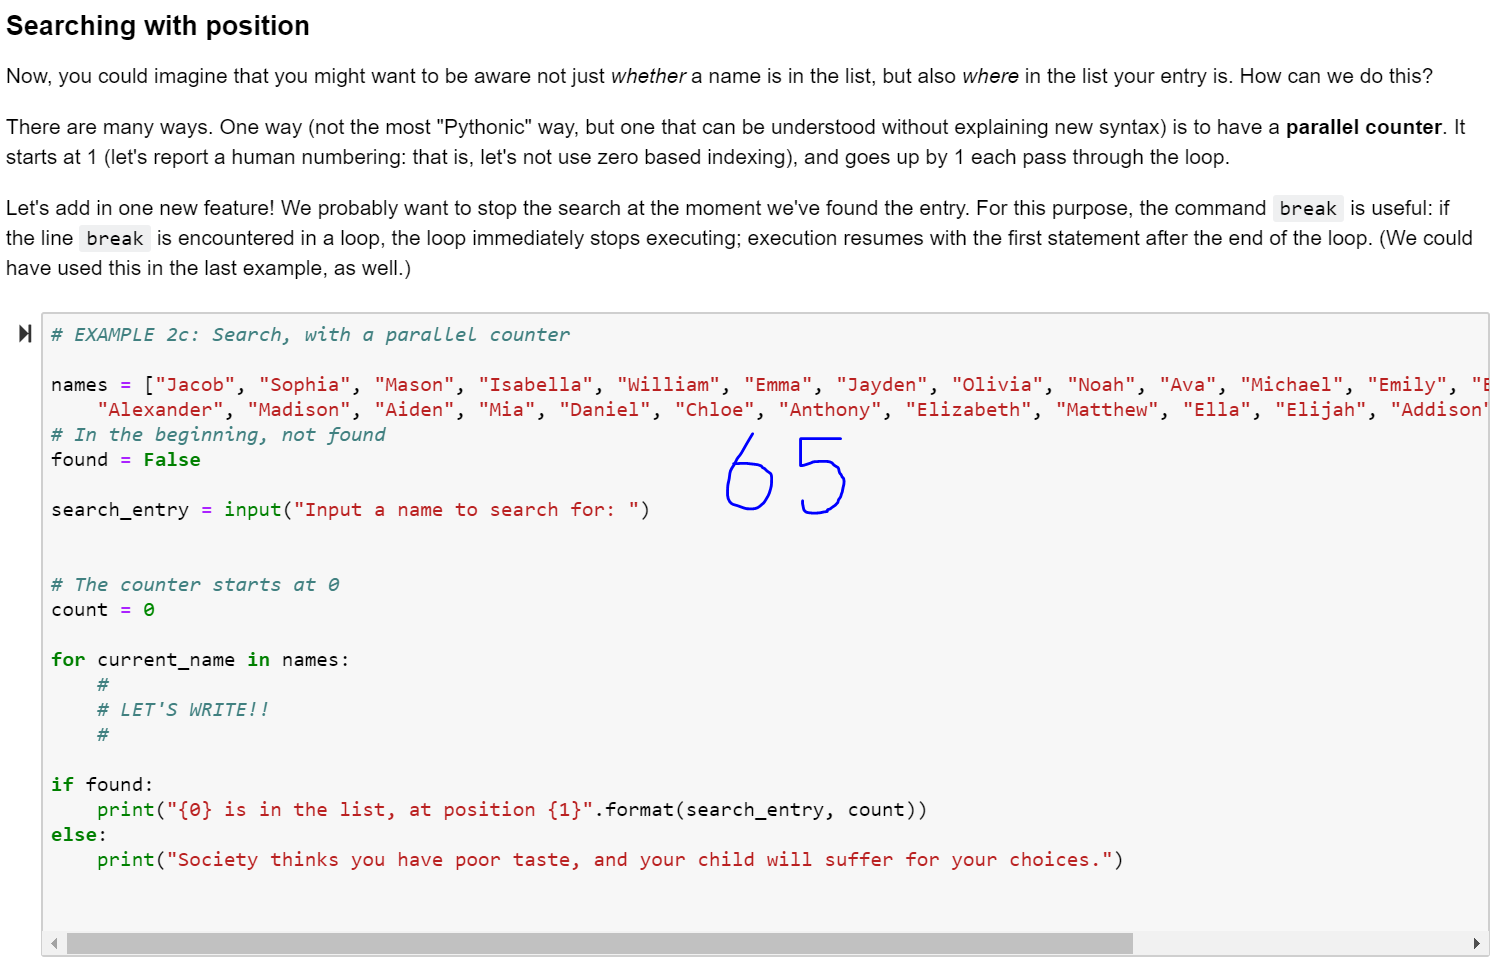 Searching with position
Now, you could imagine that you might want to be aware not just whether a name is in the list, but also where in the list your entry is. How can we do this?
There are many ways. One way (not the most "Pythonic" way, but one that can be understood without explaining new syntax) is to have a parallel counter. It
starts at 1 (let's report a human numbering: that is, let's not use zero based indexing), and goes up by 1 each pass through the loop.
Let's add in one new feature! We probably want to stop the search at the moment we've found the entry. For this purpose, the command break is useful: if
the line break is encountered in a loop, the loop immediately stops executing; execution resumes with the first statement after the end of the loop. (We could
have used this in the last example, as well.)
# EXAMPLE 2c: Search, with a parallel counter
names = ["Jacob", "Sophia", "Mason", "Isabella", "William", "Emma", "Jayden", "Olivia", "Noah", "Ava", "Michael", "Emily", "E
"Alexander", "Madison", "Aiden", "Mia", "Daniel", "Chloe", "Anthony", "Elizabeth", "Matthew", "Ella", "Elijah", "Addison"
# In the beginning, not found
found = False
65
search_entry = input("Input a name to search for: ")
# The counter starts at 0
count = 0
for current_name in names:
#
# LET'S WRITE!!
#
if found:
print("{0} is in the list, at position {1}".format(search_entry, count))
else:
print("Society thinks you have poor taste, and your child will suffer for your choices.")